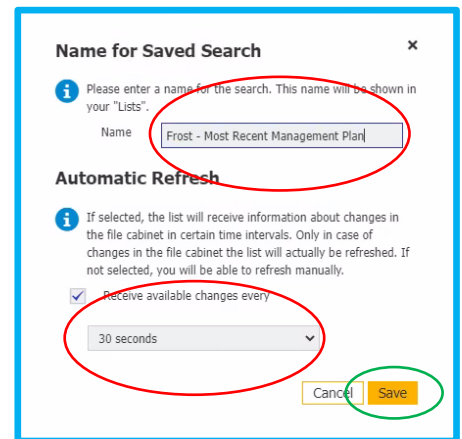 Name for Saved Search
×
Please enter a name for the search. This name will be shown in
your "Lists".
Name
Frost - Most Recent Management Plan
Automatic Refresh
If selected, the list will receive information about changes in
the file cabinet in certain time intervals. Only in case of
changes in the file cabinet the list will actually be refreshed. If
not selected, you will be able to refresh manually.
Receive available changes every
30 seconds
Cancel Save